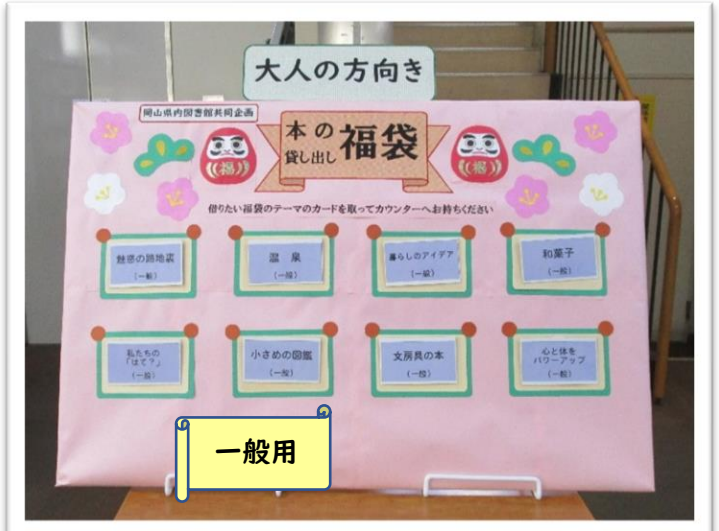 大人の方向き
岡山県内図書館共同企画
本の
貸し出し
福袋
福
福
借りたい福袋のテーマのカードを取ってカウンターへお持ちください
魅惑の路地裏
(一般)
温泉
(一般)
暮らしのアイデア
(一般)
和菓子
(一般)
私たちの
「はて?」
(一般)
小さめの図鑑
(一般)
文房具の本
(一般)
心と体を
パワーアップ
(一般)
一般用